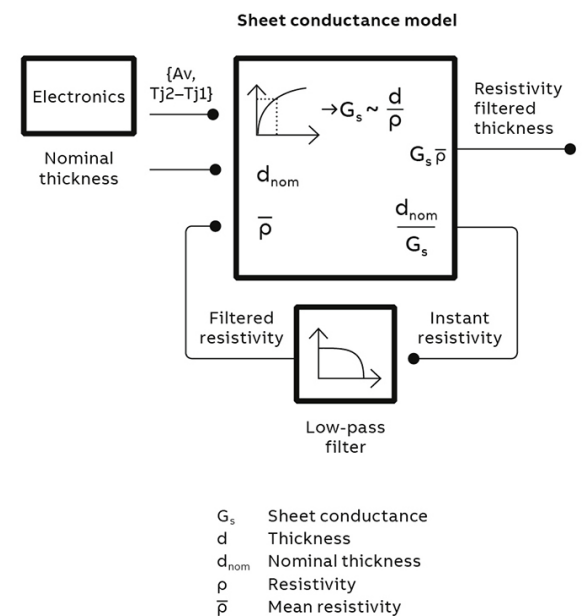 Sheet conductance model
Electronics
{Av,
Tj2–Tj1}
Nominal
thickness
→Gs ~ d/ρ
dnom
ρ̅
Gs ρ̅
dnom/Gs
Resistivity
filtered
thickness
Filtered
resistivity
Instant
resistivity
Low-pass
filter
Gs Sheet conductance
d Thickness
dnom Nominal thickness
ρ Resistivity
ρ̅ Mean resistivity